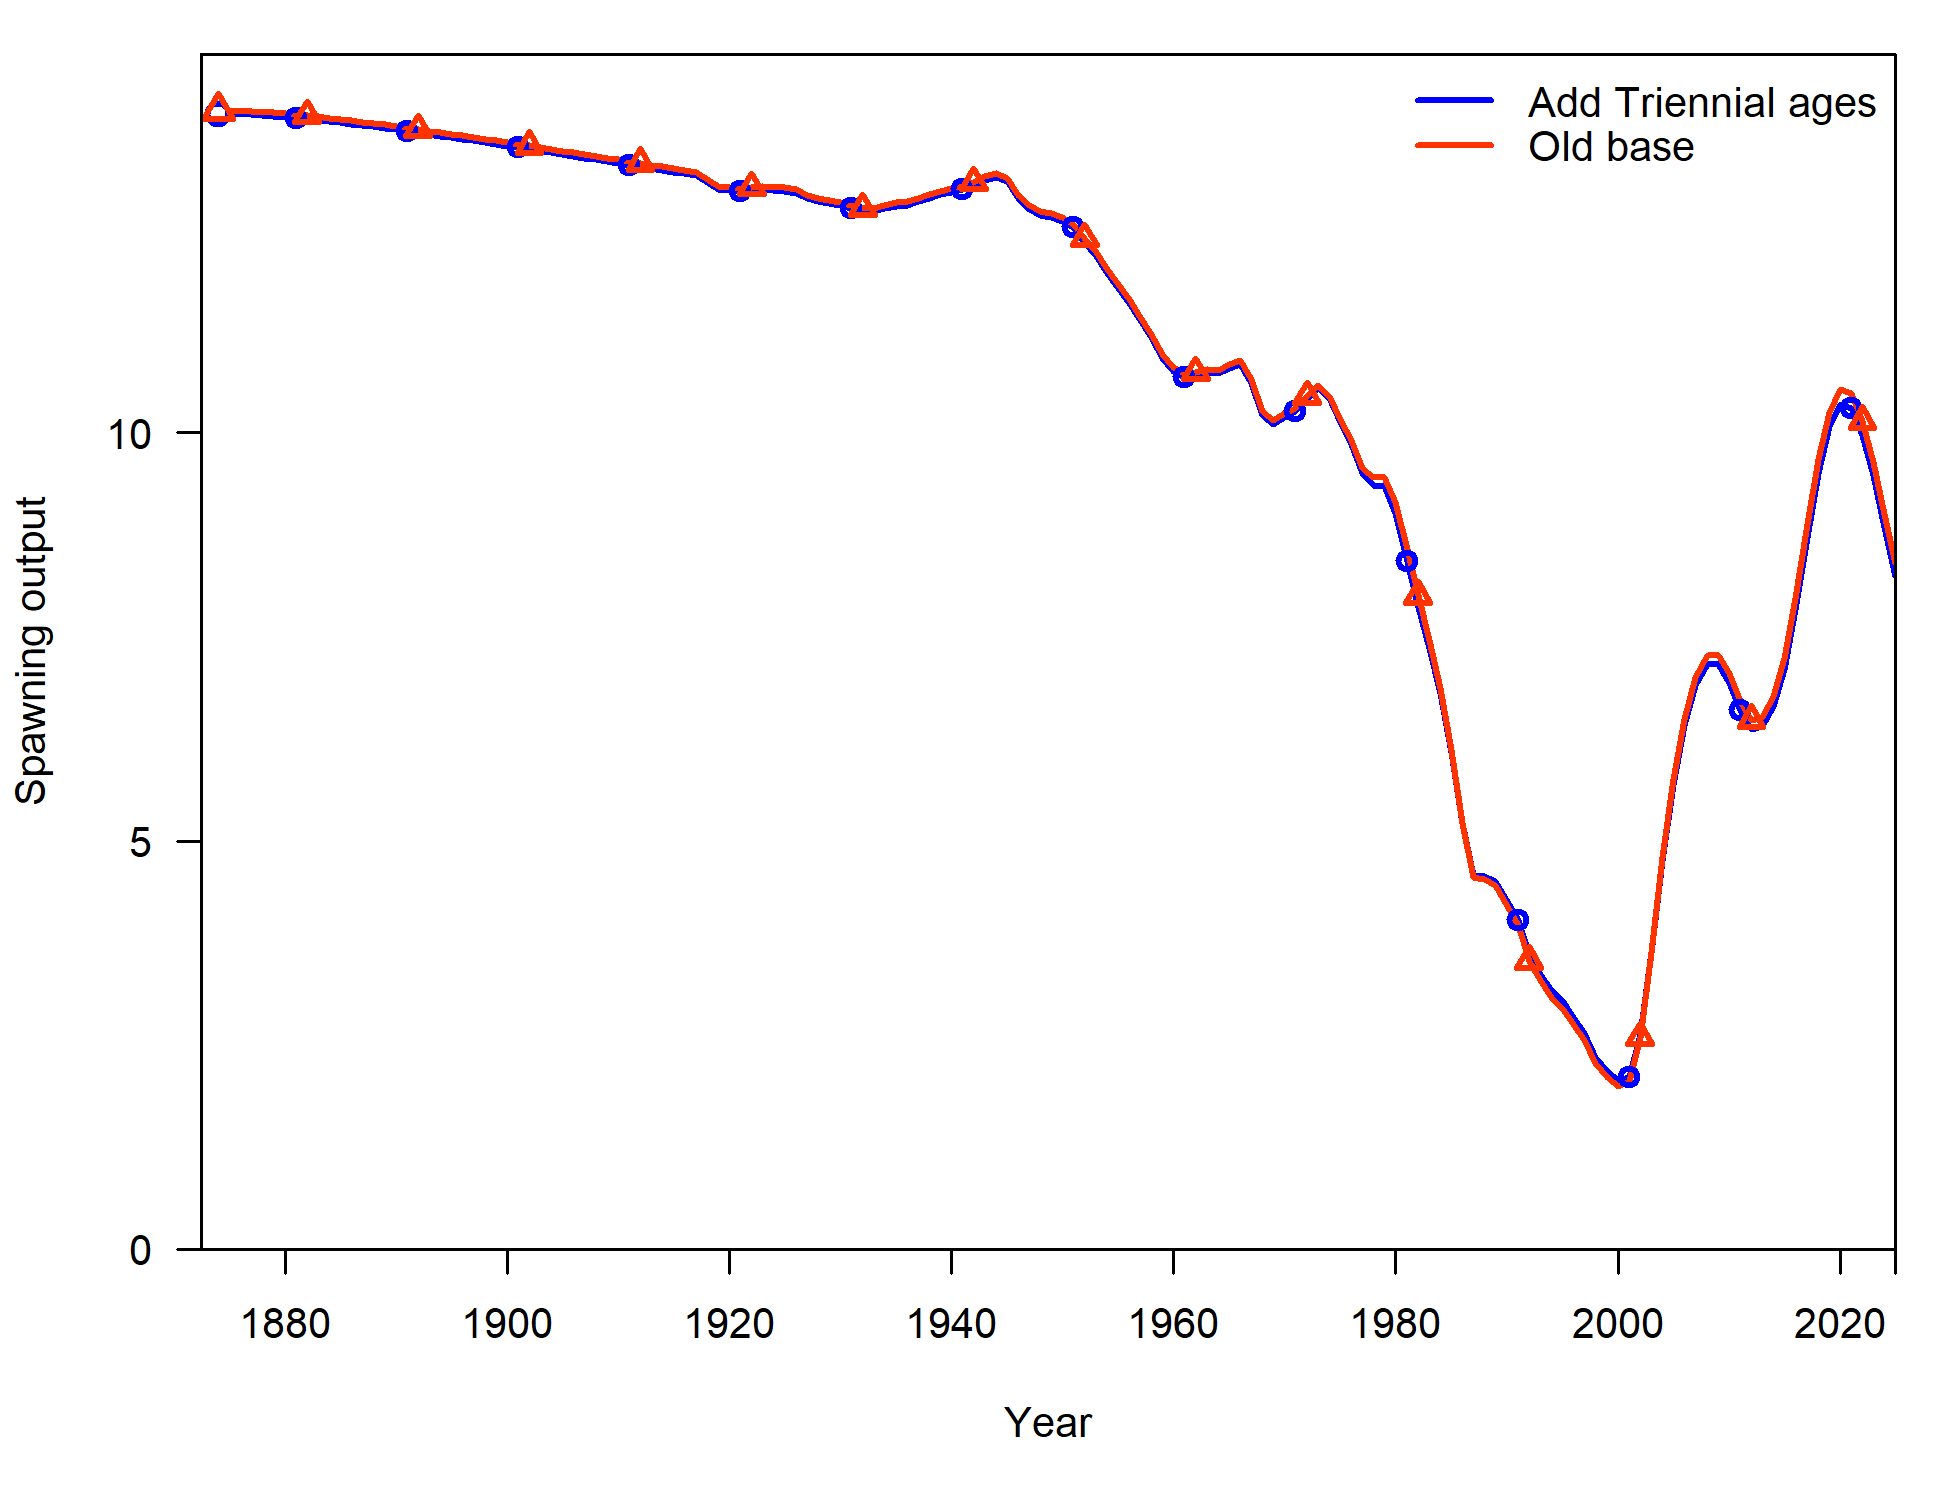 Add Triennial ages
Old base
10
5
0
Spawning output
1880 1900 1920 1940 1960 1980 2000 2020
Year